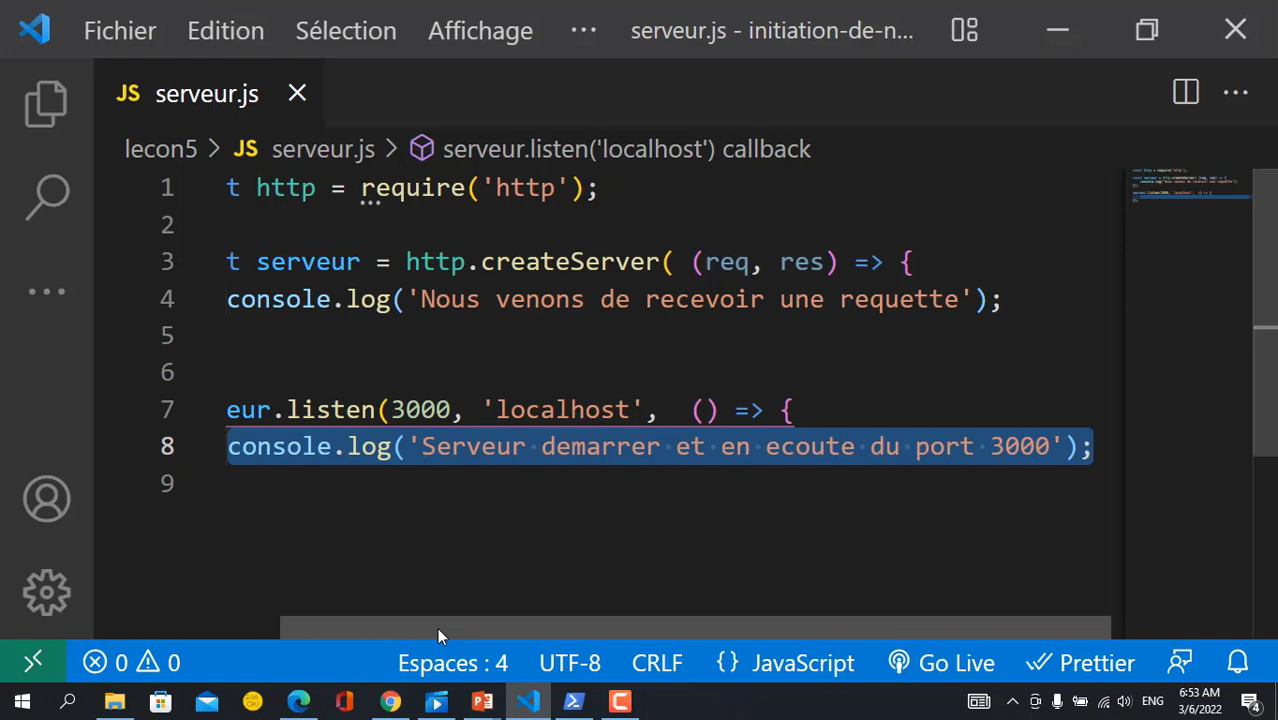 Fichier Edition Sélection Affichage ··· serveur.js - initiation-de-n...
JS serveur.js
lecon5 > JS serveur.js > serveur.listen('localhost') callback
1 t http = require('http');
2
3 t serveur = http.createServer( (req, res) => {
4 console.log('Nous venons de recevoir une requette');
5
6
7 eur.listen(3000, 'localhost', () => {
8 console.log('Serveur demarrer et en ecoute du port 3000');
9
0 0 Espaces : 4 UTF-8 CRLF {} JavaScript Go Live Prettier
ENG 6:53 AM
3/6/2022 4